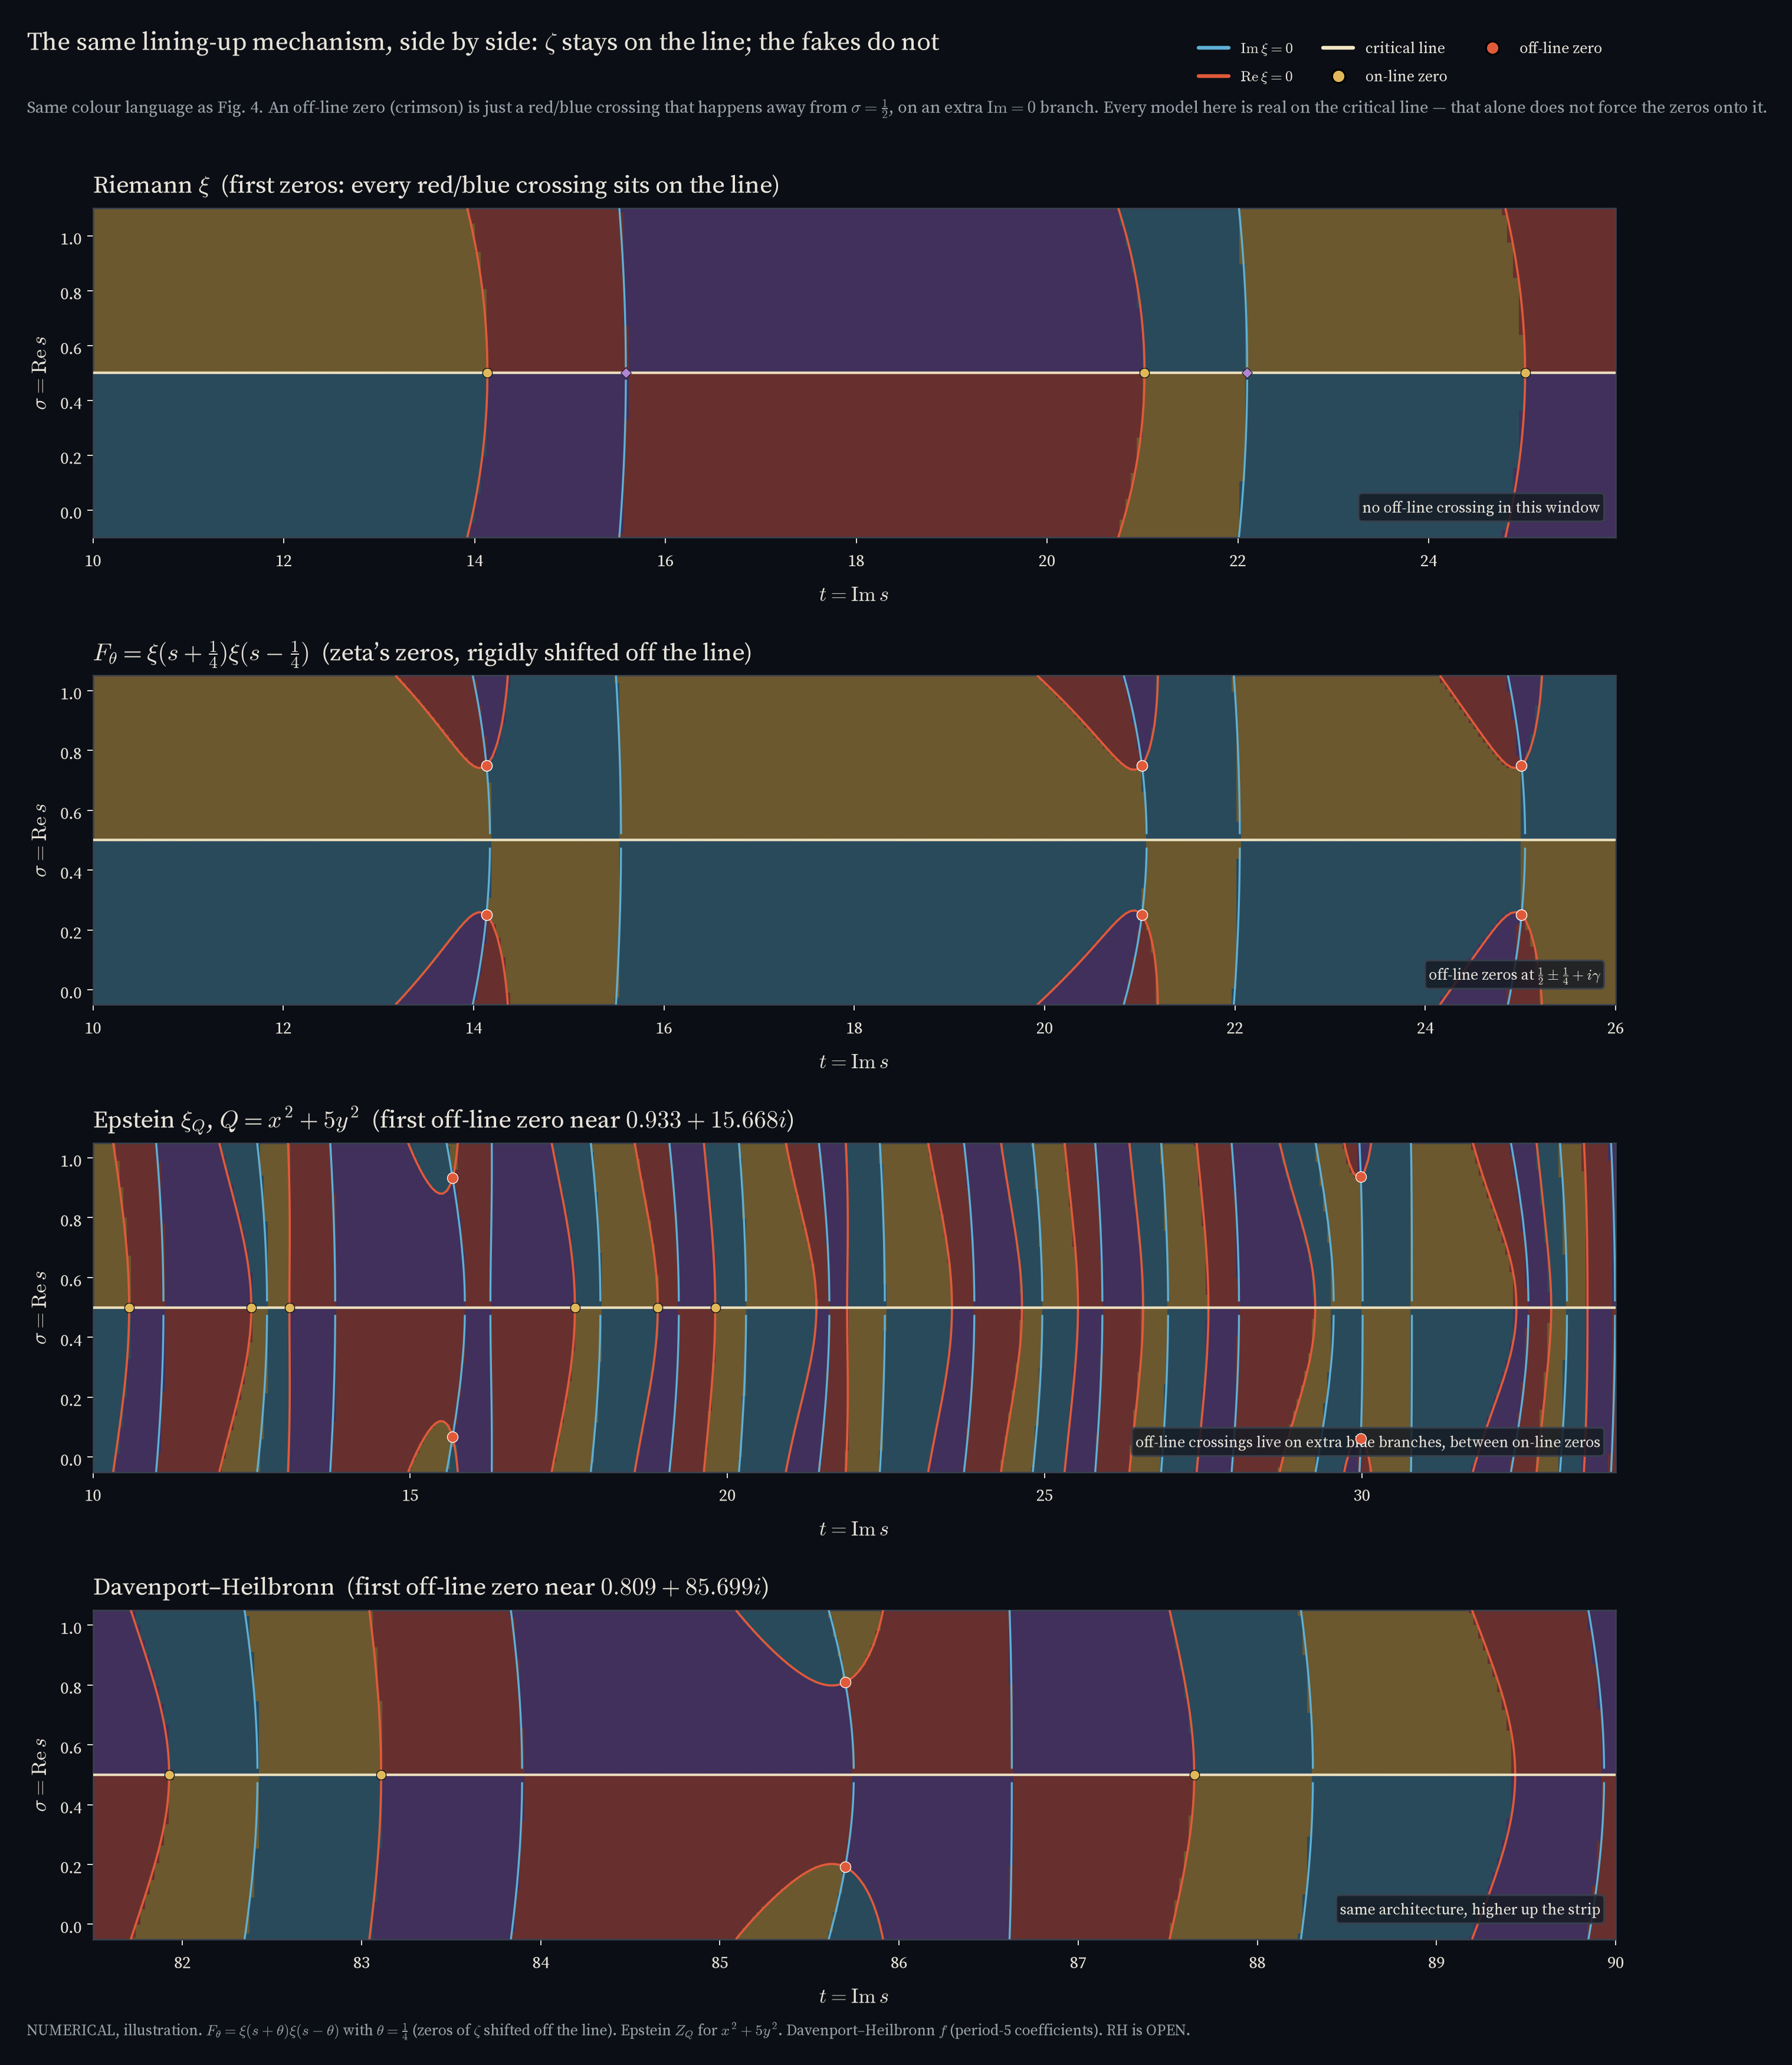 The same lining-up mechanism, side by side: ζ stays on the line; the fakes do not
Im ξ = 0
critical line
off-line zero
Re ξ = 0
on-line zero
Same colour language as Fig. 4. An off-line zero (crimson) is just a red/blue crossing that happens away from σ = 1/2, on an extra Im = 0 branch. Every model here is real on the critical line — that alone does not force the zeros onto it.
Riemann ξ (first zeros: every red/blue crossing sits on the line)
σ = Re s
1.0
0.8
0.6
0.4
0.2
0.0
no off-line crossing in this window
10 12 14 16 18 20 22 24
t = Im s
F_θ = ξ(s + 1/4)ξ(s − 1/4) (zeta’s zeros, rigidly shifted off the line)
σ = Re s
1.0
0.8
0.6
0.4
0.2
0.0
off-line zeros at 1/2 ± 1/4 + iγ
10 12 14 16 18 20 22 24 26
t = Im s
Epstein ξ_Q, Q = x² + 5y² (first off-line zero near 0.933 + 15.668i)
σ = Re s
1.0
0.8
0.6
0.4
0.2
0.0
off-line crossings live on extra blue branches, between on-line zeros
10 15 20 25 30
t = Im s
Davenport–Heilbronn (first off-line zero near 0.809 + 85.699i)
σ = Re s
1.0
0.8
0.6
0.4
0.2
0.0
same architecture, higher up the strip
82 83 84 85 86 87 88 89 90
t = Im s
NUMERICAL, illustration. F_θ = ξ(s + θ)ξ(s − θ) with θ = 1/4 (zeros of ζ shifted off the line). Epstein Z_Q for x² + 5y². Davenport–Heilbronn f (period-5 coefficients). RH is OPEN.